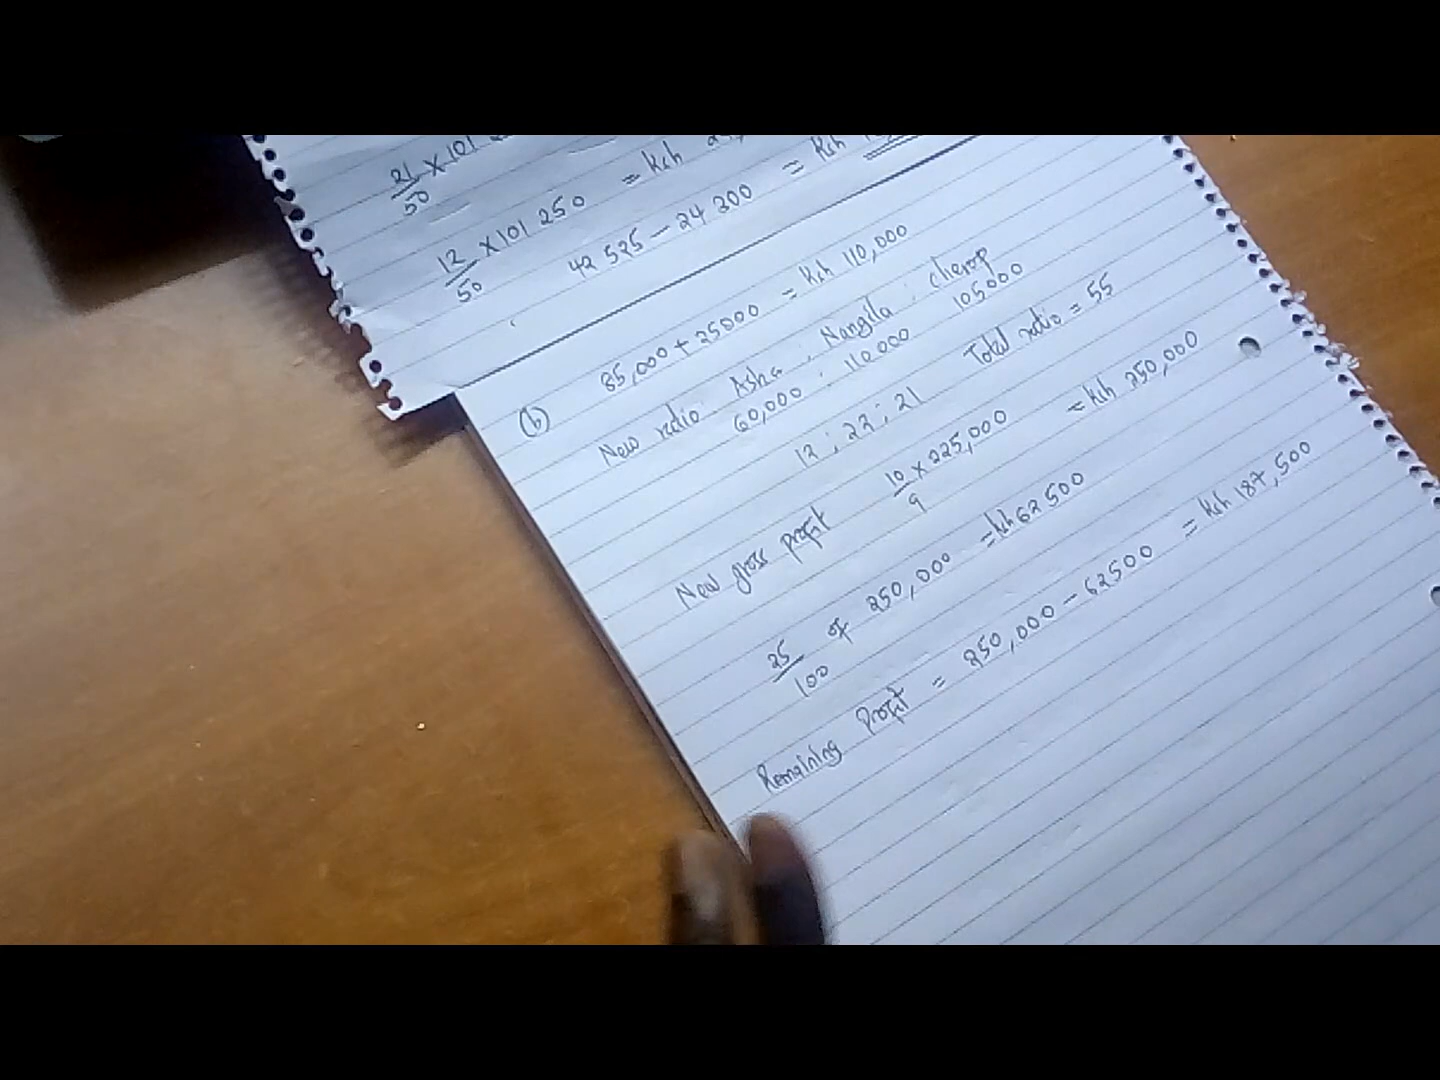 21/50 × 101
12/50 × 101 250 = Ksh
42 525 – 24 300 = Ksh
(b) 85,000 + 25000 = Ksh 110,000
New ratio: Asha : Nangila : Cherop
60,000 : 110 000 105000
12 : 22 : 21 Total ratio = 55
New gross profit 10/9 × 225,000 = Ksh 250,000
25/100 of 250,000 = Ksh 62500
Remaining Profit = 250,000 – 62500 = Ksh 187,500